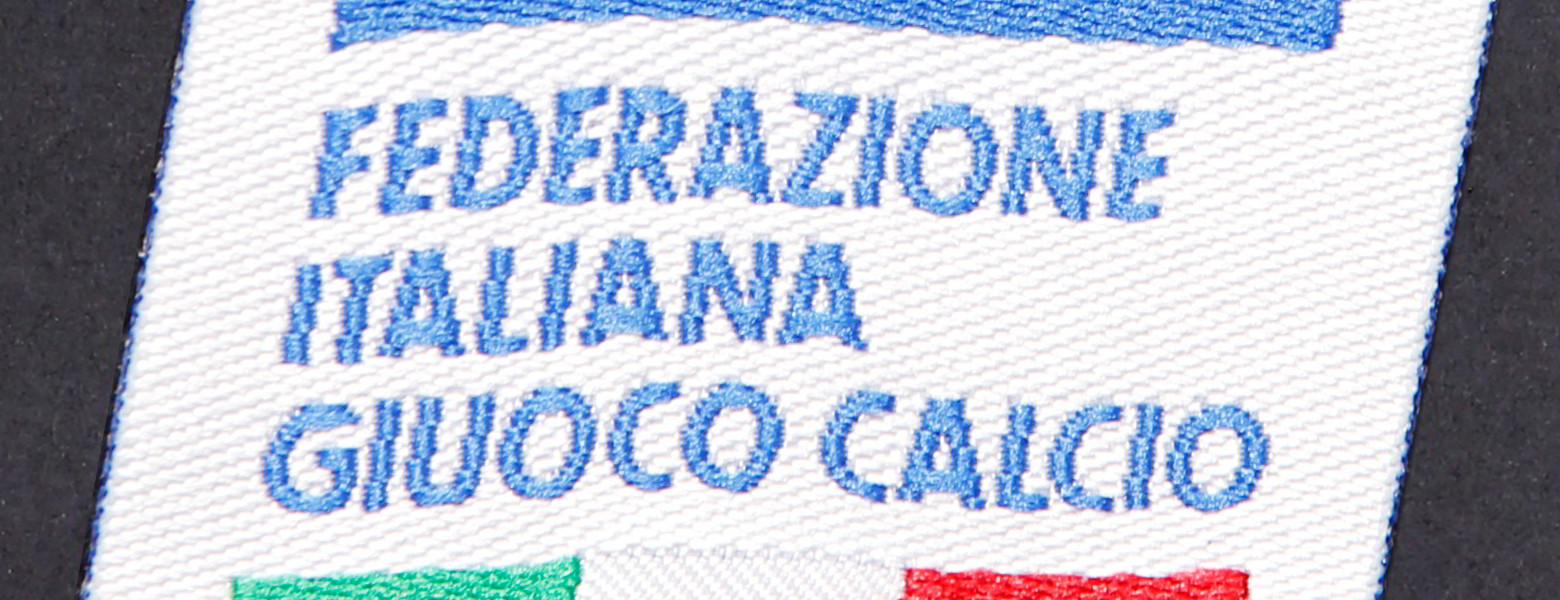 FEDERAZIONE
ITALIANA
GIUOCO CALCIO